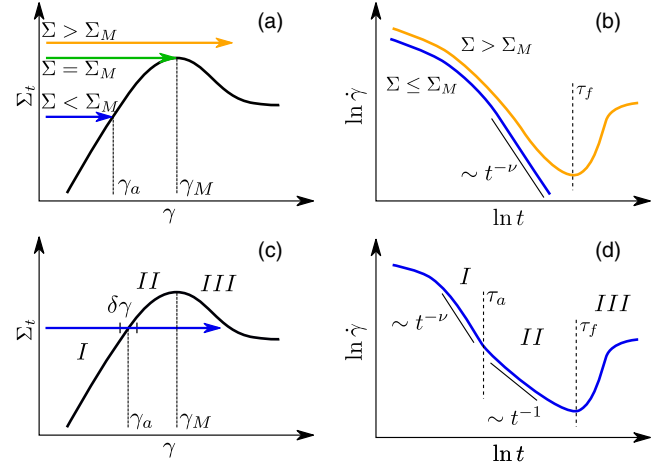 (a)
Σ > Σ_M
Σ = Σ_M
Σ < Σ_M
Σ_t
γ_a
γ_M
γ
(b)
Σ > Σ_M
Σ ≤ Σ_M
τ_f
∼ t^{−ν}
ln γ̇
ln t
(c)
II
III
δγ
I
Σ_t
γ_a
γ_M
γ
(d)
I
III
τ_a
τ_f
II
∼ t^{−ν}
∼ t^{−1}
ln γ̇
ln t